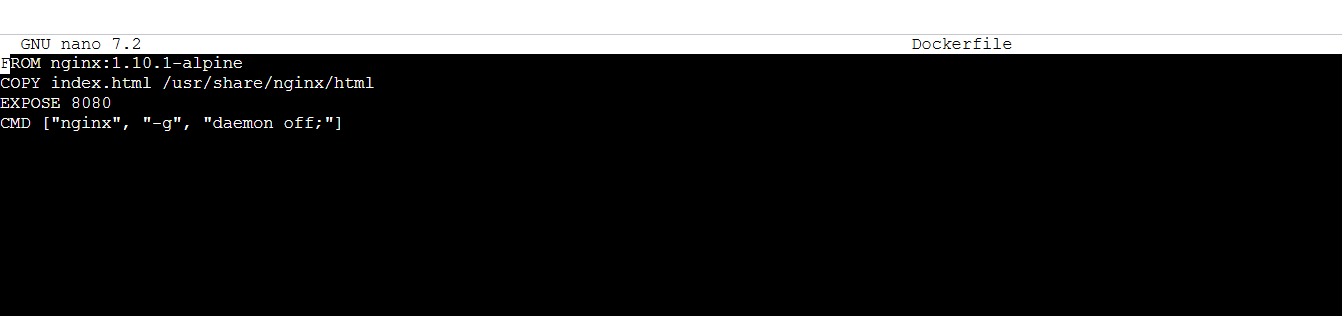 GNU nano 7.2 Dockerfile
FROM nginx:1.10.1-alpine
COPY index.html /usr/share/nginx/html
EXPOSE 8080
CMD ["nginx", "-g", "daemon off;"]